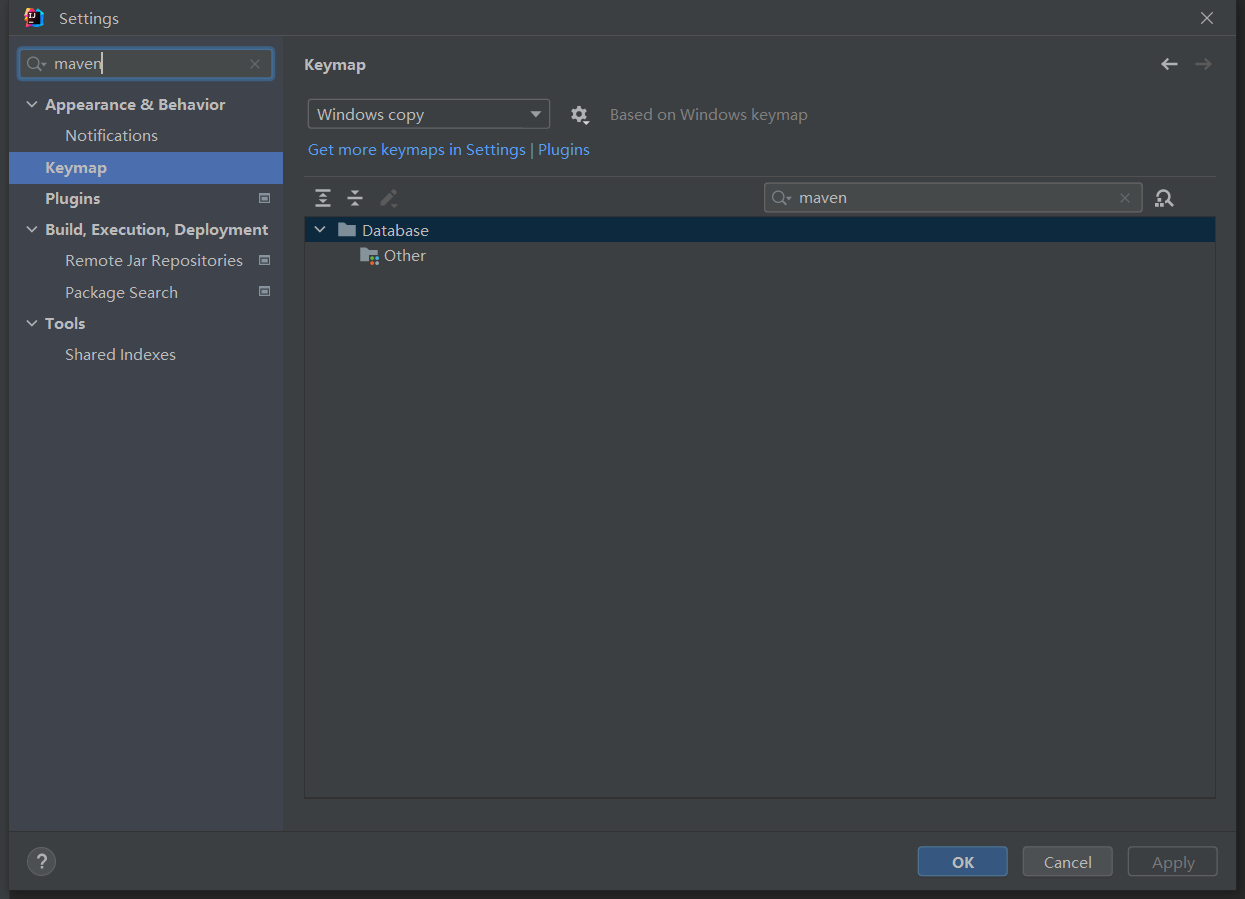 Settings
maven
Appearance & Behavior
Notifications
Keymap
Plugins
Build, Execution, Deployment
Remote Jar Repositories
Package Search
Tools
Shared Indexes
Keymap
Windows copy
Based on Windows keymap
Get more keymaps in Settings | Plugins
maven
Database
Other
?
OK
Cancel
Apply